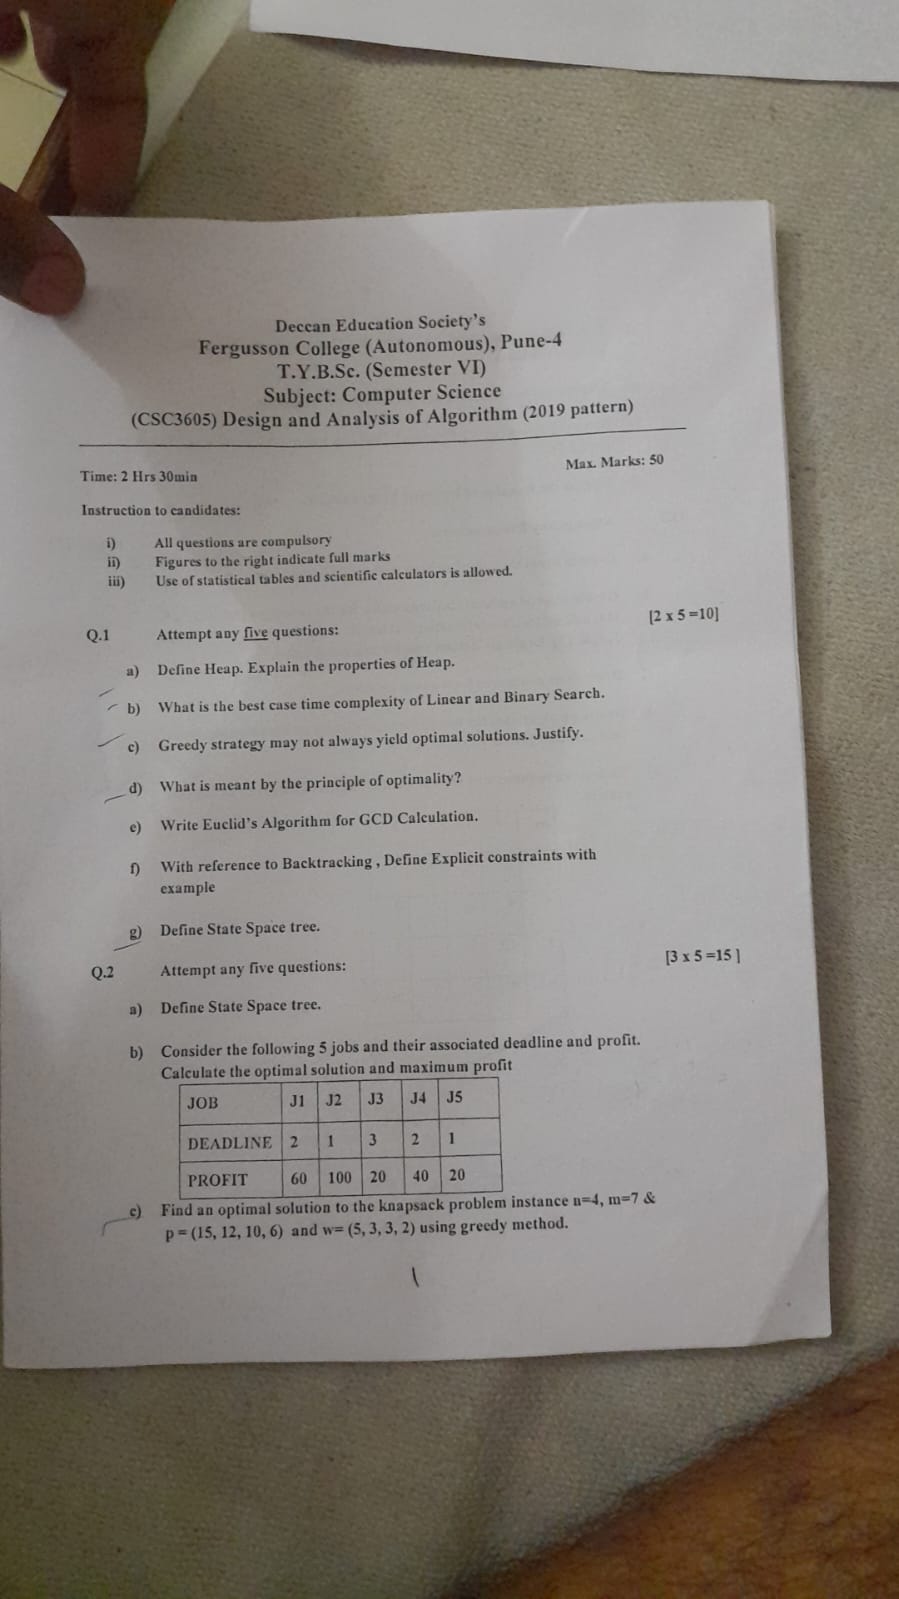 Deccan Education Society's
Fergusson College (Autonomous), Pune-4
T.Y.B.Sc. (Semester VI)
Subject: Computer Science
(CSC3605) Design and Analysis of Algorithm (2019 pattern)
Time: 2 Hrs 30min Max. Marks: 50
Instruction to candidates:
i) All questions are compulsory
ii) Figures to the right indicate full marks
iii) Use of statistical tables and scientific calculators is allowed.
Q.1 Attempt any five questions: [2 x 5 =10]
a) Define Heap. Explain the properties of Heap.
b) What is the best case time complexity of Linear and Binary Search.
c) Greedy strategy may not always yield optimal solutions. Justify.
d) What is meant by the principle of optimality?
e) Write Euclid's Algorithm for GCD Calculation.
f) With reference to Backtracking , Define Explicit constraints with
example
g) Define State Space tree.
Q.2 Attempt any five questions: [3 x 5 =15 ]
a) Define State Space tree.
b) Consider the following 5 jobs and their associated deadline and profit.
Calculate the optimal solution and maximum profit
JOB J1 J2 J3 J4 J5
DEADLINE 2 1 3 2 1
PROFIT 60 100 20 40 20
c) Find an optimal solution to the knapsack problem instance n=4, m=7 &
p = (15, 12, 10, 6) and w= (5, 3, 3, 2) using greedy method.